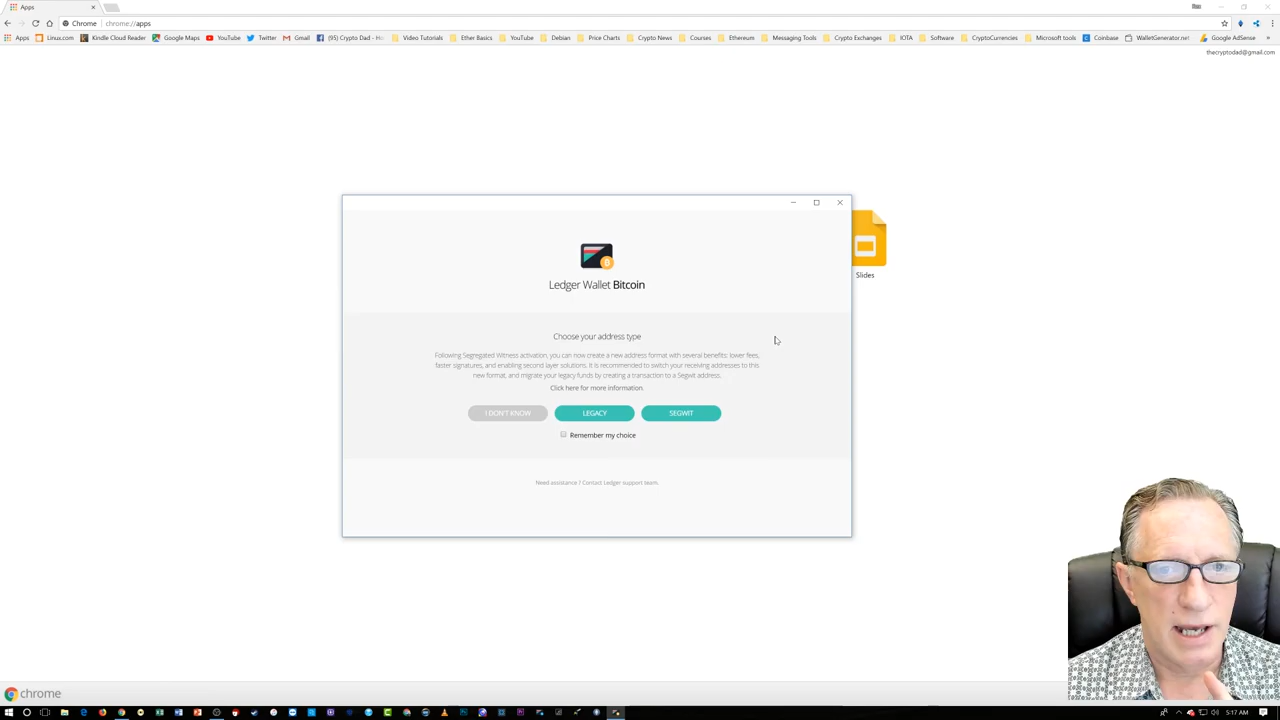 Apps
Chrome chrome://apps
Apps Linux.com Kindle Cloud Reader Google Maps YouTube Twitter Gmail (95) Crypto Dad - Ho Video Tutorials Ether Basics YouTube Debian Price Charts Crypto News Courses Ethereum Messaging Tools Crypto Exchanges IOTA Software CryptoCurrencies Microsoft tools Coinbase WalletGenerator.net Google AdSense »
thecryptodad@gmail.com
Slides
Ledger Wallet Bitcoin
Choose your address type
Following Segregated Witness activation, you can now create a new address format with several benefits: lower fees,
faster signatures, and enabling second layer solutions. It is recommended to switch your receiving addresses to this
new format, and migrate your legacy funds by creating a transaction to a Segwit address.
Click here for more information.
I DON'T KNOW LEGACY SEGWIT
Remember my choice
Need assistance ? Contact Ledger support team.
chrome
5:17 AM